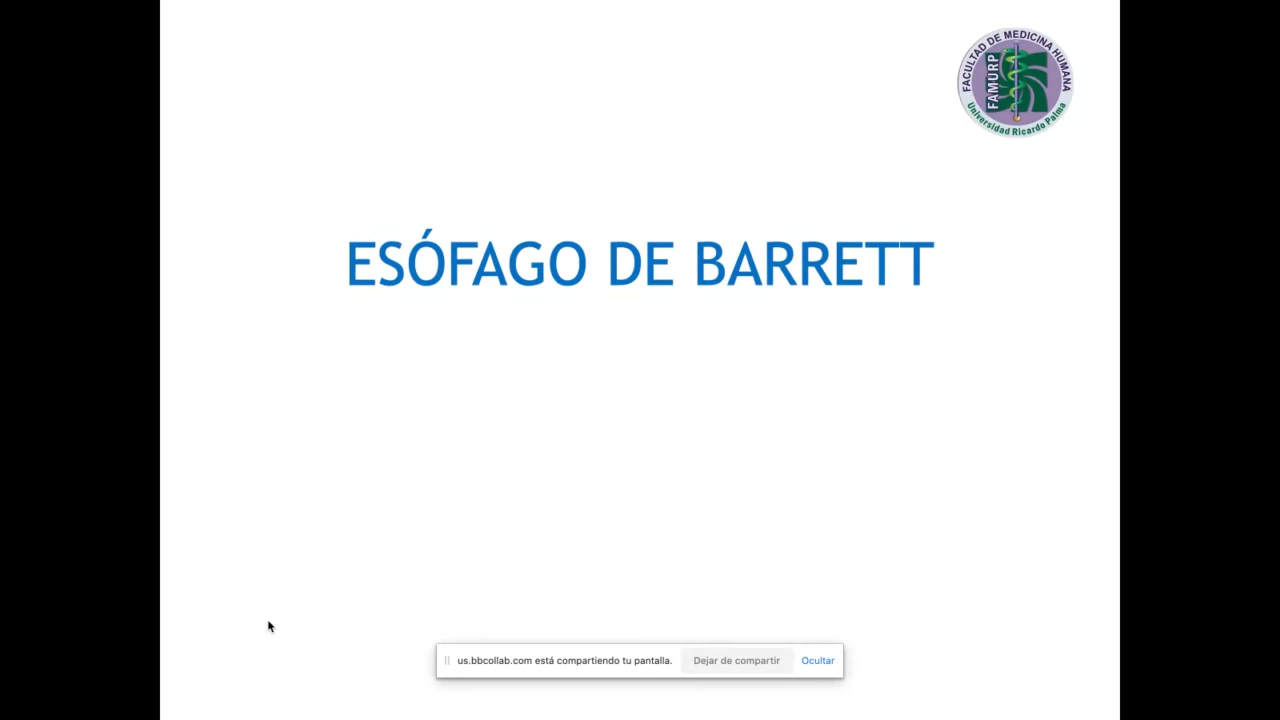 FACULTAD DE MEDICINA HUMANA
FAMURP
Universidad Ricardo Palma
ESÓFAGO DE BARRETT
us.bbcollab.com está compartiendo tu pantalla. Dejar de compartir Ocultar